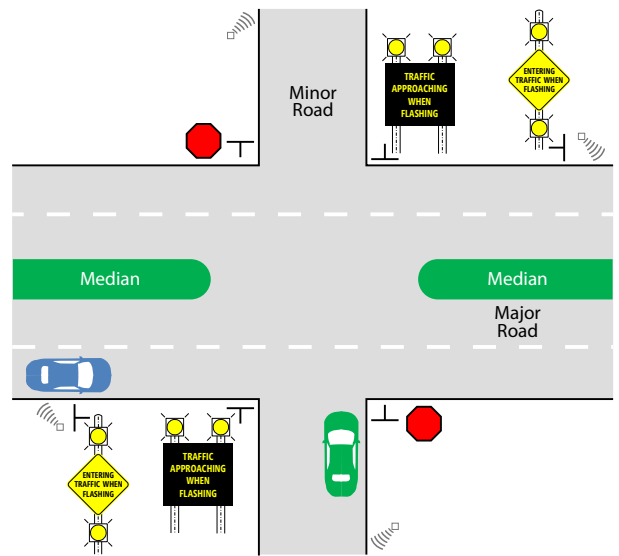 Minor
Road
TRAFFIC
APPROACHING
WHEN
FLASHING
ENTERING
TRAFFIC WHEN
FLASHING
Median
Median
Major
Road
ENTERING
TRAFFIC WHEN
FLASHING
TRAFFIC
APPROACHING
WHEN
FLASHING